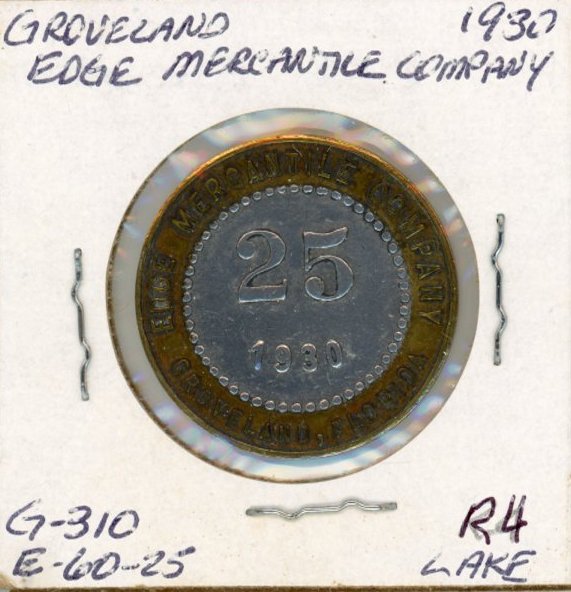 GROVELAND 1930
EDGE MERCANTILE COMPANY
EDGE MERCANTILE COMPANY
25
1930
GROVELAND, FLORIDA
G-310 R4
E-60-25 LAKE